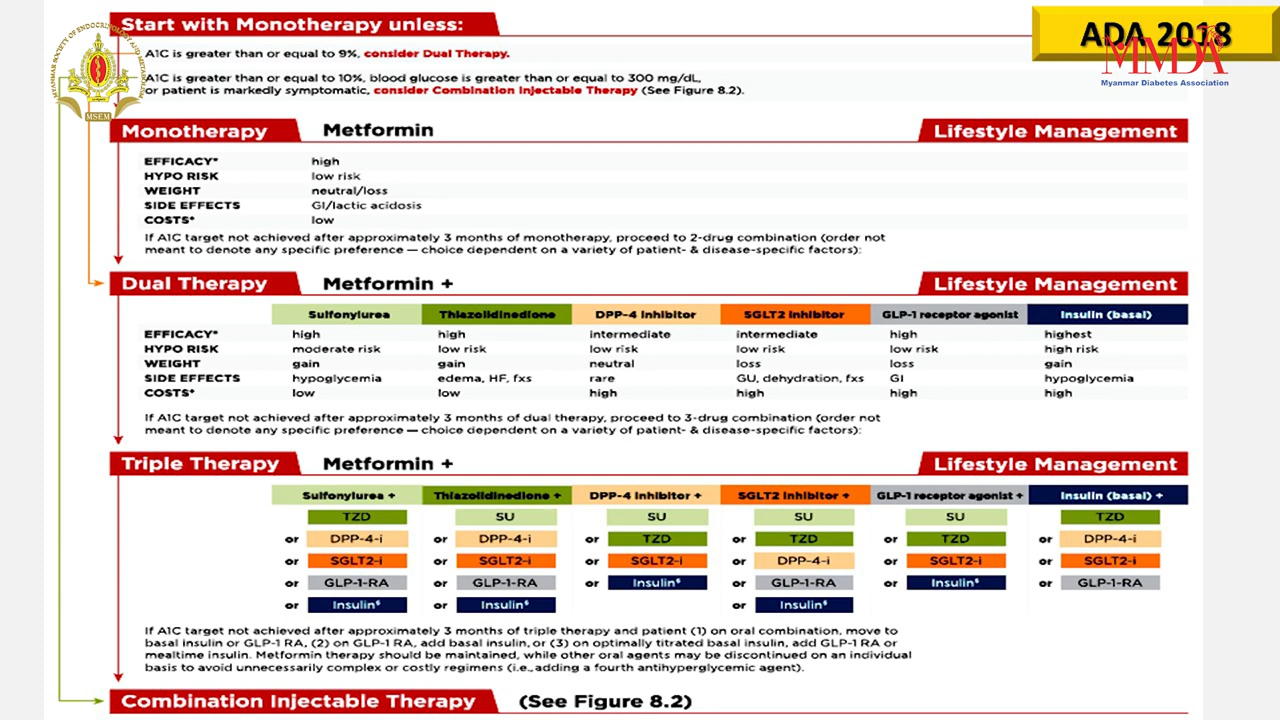 Start with Monotherapy unless:
ADA 2018
MMDA
Myanmar Diabetes Association
MYANMAR SOCIETY OF ENDOCRINOLOGY AND METABOLISM
MSEM
A1C is greater than or equal to 9%, consider Dual Therapy.
A1C is greater than or equal to 10%, blood glucose is greater than or equal to 300 mg/dL,
or patient is markedly symptomatic, consider Combination Injectable Therapy (See Figure 8.2).
Monotherapy Metformin Lifestyle Management
EFFICACY* high
HYPO RISK low risk
WEIGHT neutral/loss
SIDE EFFECTS GI/lactic acidosis
COSTS* low
If A1C target not achieved after approximately 3 months of monotherapy, proceed to 2-drug combination (order not
meant to denote any specific preference — choice dependent on a variety of patient- & disease-specific factors):
Dual Therapy Metformin + Lifestyle Management
Sulfonylurea Thiazolidinedione DPP-4 inhibitor SGLT2 inhibitor GLP-1 receptor agonist Insulin (basal)
EFFICACY* high high intermediate intermediate high highest
HYPO RISK moderate risk low risk low risk low risk low risk high risk
WEIGHT gain gain neutral loss loss gain
SIDE EFFECTS hypoglycemia edema, HF, fxs rare GU, dehydration, fxs GI hypoglycemia
COSTS* low low high high high high
If A1C target not achieved after approximately 3 months of dual therapy, proceed to 3-drug combination (order not
meant to denote any specific preference — choice dependent on a variety of patient- & disease-specific factors):
Triple Therapy Metformin + Lifestyle Management
Sulfonylurea + Thiazolidinedione + DPP-4 inhibitor + SGLT2 inhibitor + GLP-1 receptor agonist + Insulin (basal) +
TZD SU SU SU SU TZD
or DPP-4-i or DPP-4-i or TZD or TZD or TZD or DPP-4-i
or SGLT2-i or SGLT2-i or SGLT2-i or DPP-4-i or SGLT2-i or SGLT2-i
or GLP-1-RA or GLP-1-RA or Insulin⁶ or GLP-1-RA or Insulin⁶ or GLP-1-RA
or Insulin⁶ or Insulin⁶ or Insulin⁶
If A1C target not achieved after approximately 3 months of triple therapy and patient (1) on oral combination, move to
basal insulin or GLP-1 RA, (2) on GLP-1 RA, add basal insulin, or (3) on optimally titrated basal insulin, add GLP-1 RA or
mealtime insulin. Metformin therapy should be maintained, while other oral agents may be discontinued on an individual
basis to avoid unnecessarily complex or costly regimens (i.e., adding a fourth antihyperglycemic agent).
Combination Injectable Therapy (See Figure 8.2)